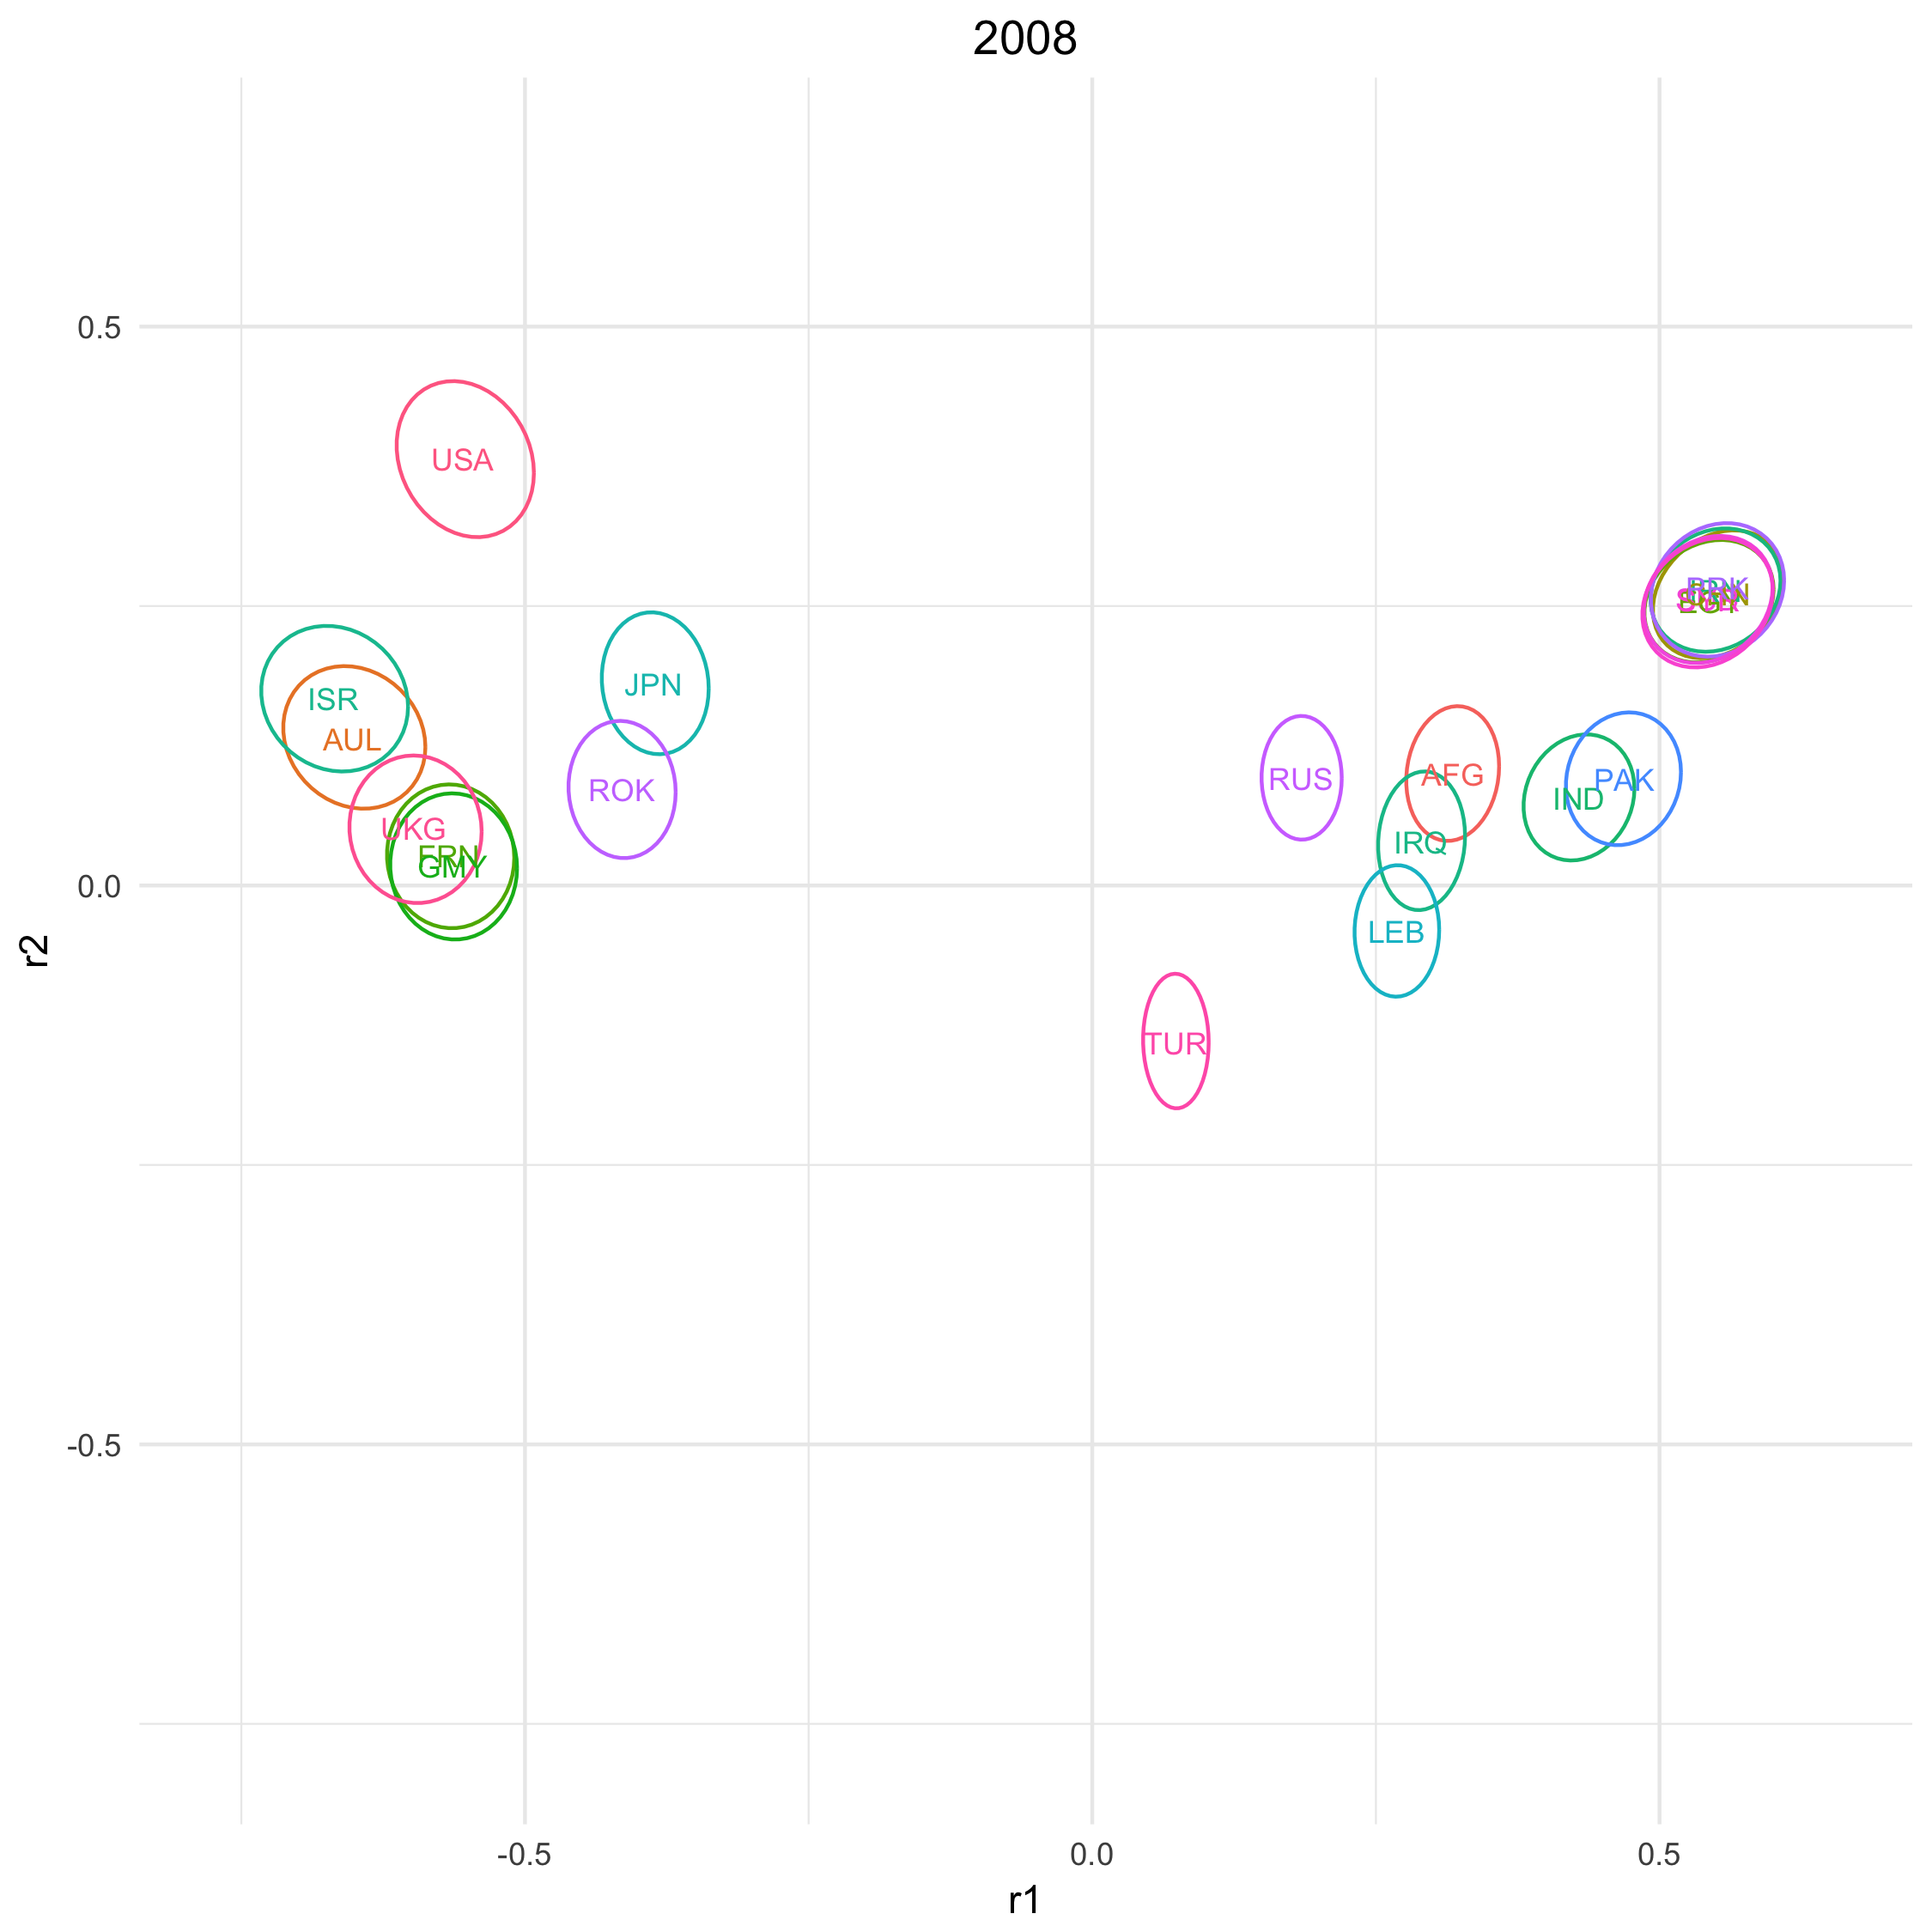 2008
0.5
USA
ISR
JPN
AUL
RUS
AFG
PAK
ROK
IND
UKG
IRQ
FRN
GMY
0.0
LEB
r2
TUR
-0.5
-0.5
0.0
0.5
r1